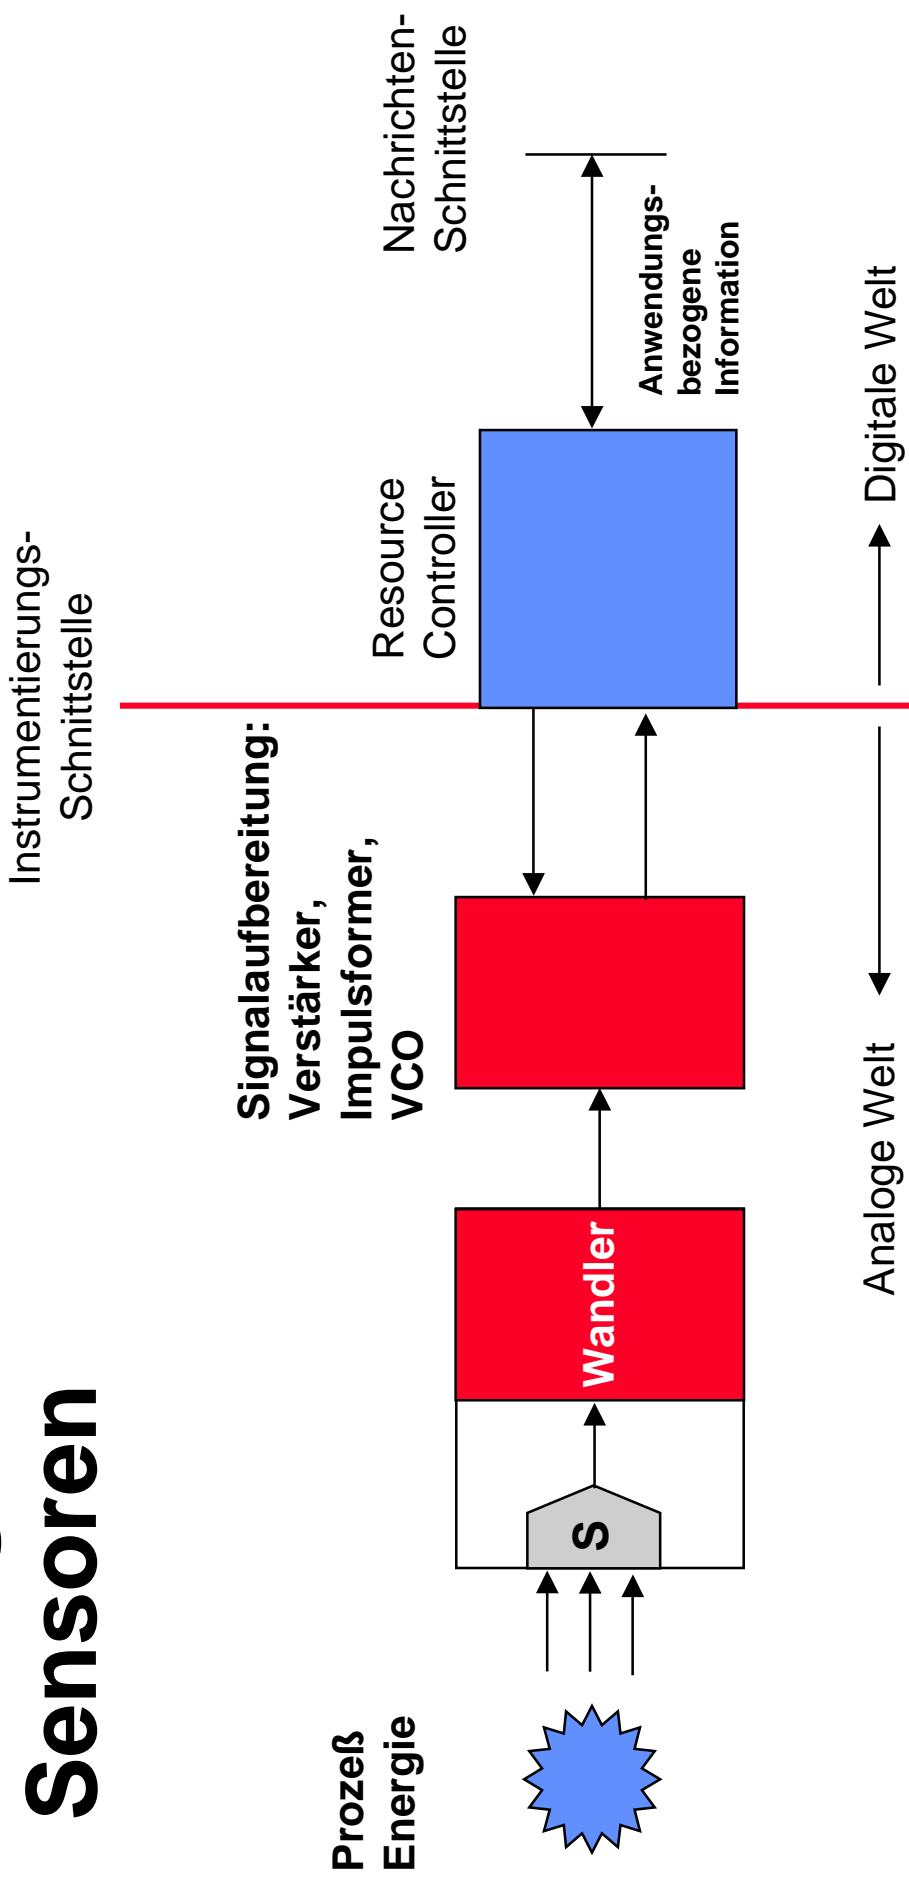 Sensoren
Instrumentierungs-
Schnittstelle
Prozeß
Energie
S
Wandler
Signalaufbereitung:
Verstärker,
Impulsformer,
VCO
Resource
Controller
Nachrichten-
Schnittstelle
Anwendungs-
bezogene
Information
Analoge Welt
Digitale Welt